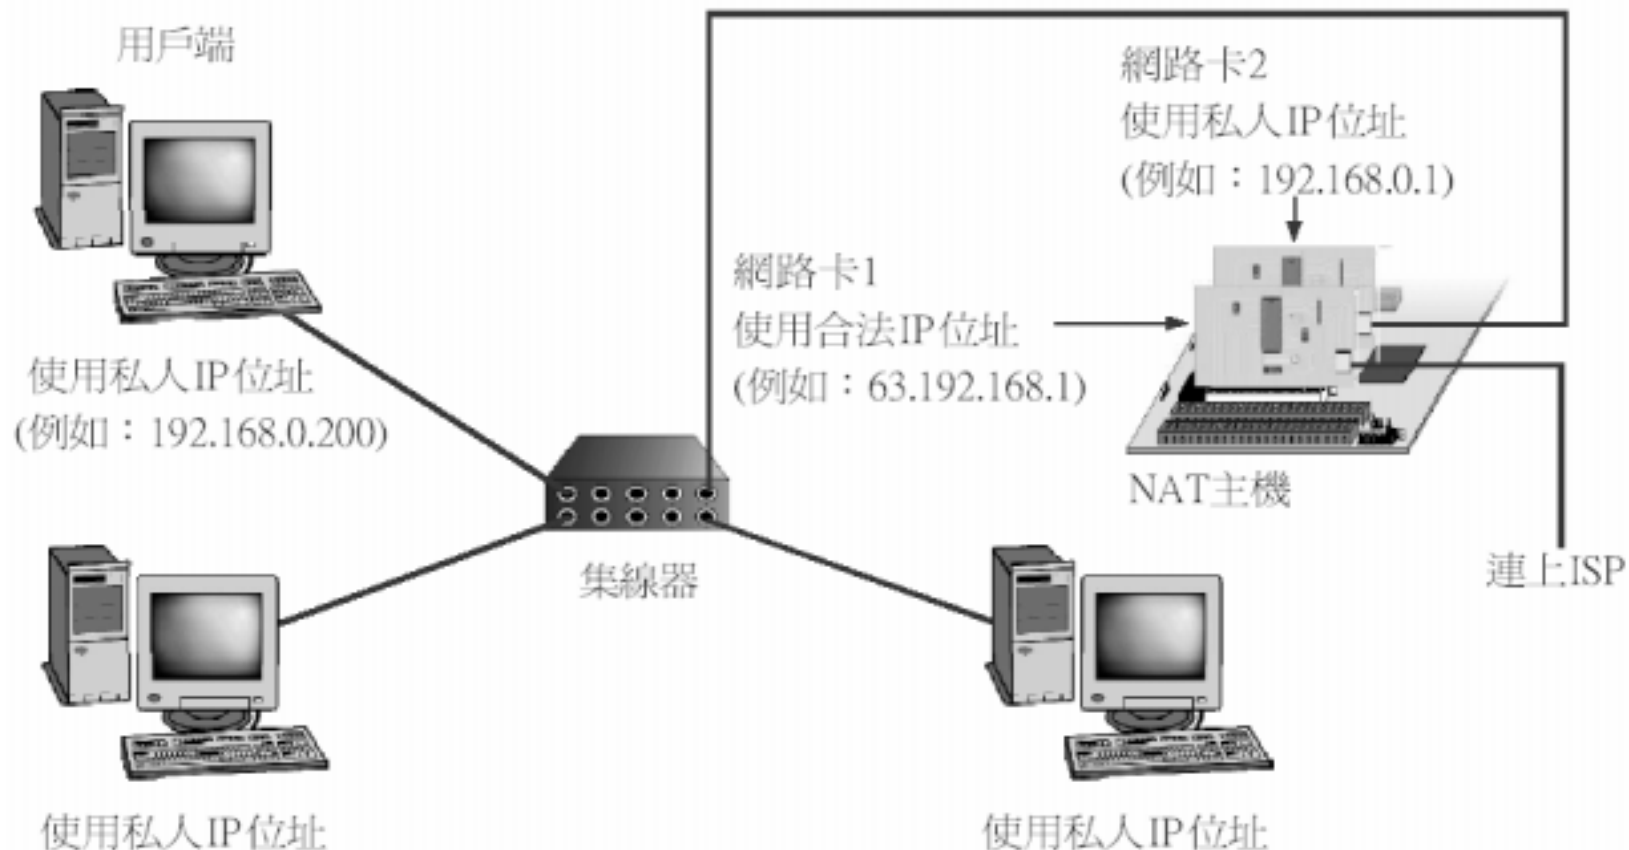 用戶端
網路卡2
使用私人IP位址
(例如：192.168.0.1)
網路卡1
使用合法IP位址
(例如：63.192.168.1)
使用私人IP位址
(例如：192.168.0.200)
NAT主機
集線器
連上ISP
使用私人IP位址
使用私人IP位址